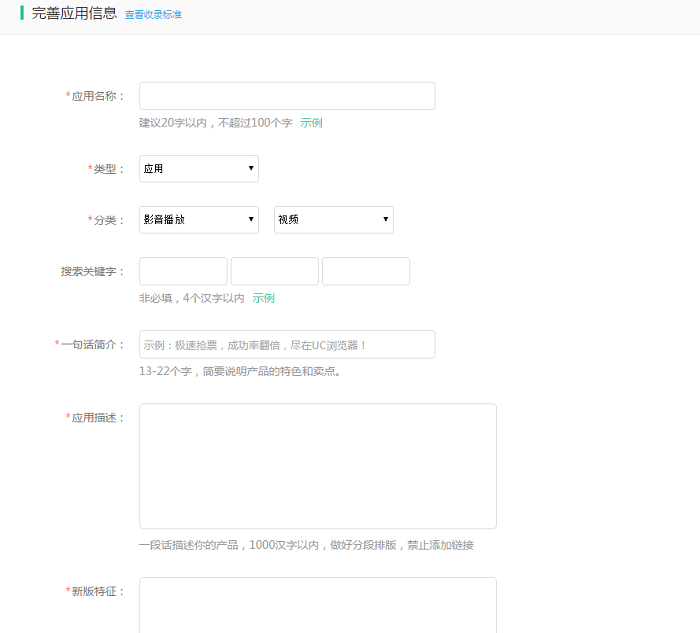 完善应用信息 查看收录标准
*应用名称：
建议20字以内，不超过100个字 示例
*类型： 应用
*分类： 影音播放 视频
搜索关键字：
非必填，4个汉字以内 示例
*一句话简介： 示例：极速抢票，成功率翻倍，尽在UC浏览器！
13-22个字，简要说明产品的特色和卖点。
*应用描述：
一段话描述你的产品，1000汉字以内，做好分段排版，禁止添加链接
*新版特征：